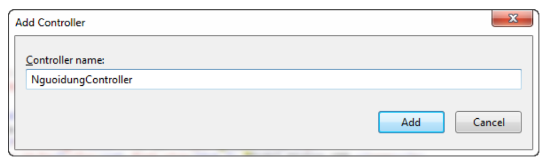 Add Controller
Controller name:
NguoidungController
Add
Cancel